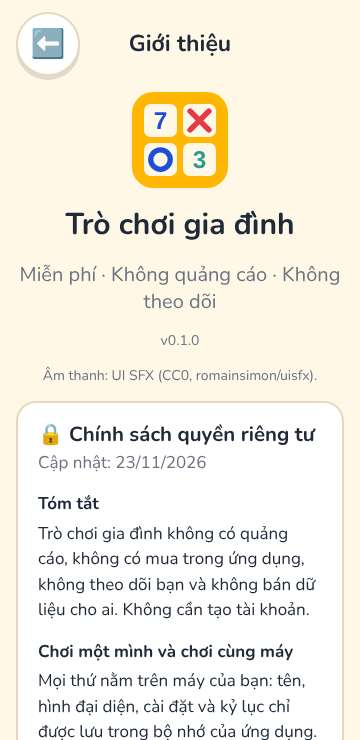 Giới thiệu
7
3
Trò chơi gia đình
Miễn phí · Không quảng cáo · Không
theo dõi
v0.1.0
Âm thanh: UI SFX (CC0, romainsimon/uisfx).
🔒 Chính sách quyền riêng tư
Cập nhật: 23/11/2026
Tóm tắt
Trò chơi gia đình không có quảng
cáo, không có mua trong ứng dụng,
không theo dõi bạn và không bán dữ
liệu cho ai. Không cần tạo tài khoản.
Chơi một mình và chơi cùng máy
Mọi thứ nằm trên máy của bạn: tên,
hình đại diện, cài đặt và kỷ lục chỉ
được lưu trong bộ nhớ của ứng dụng.